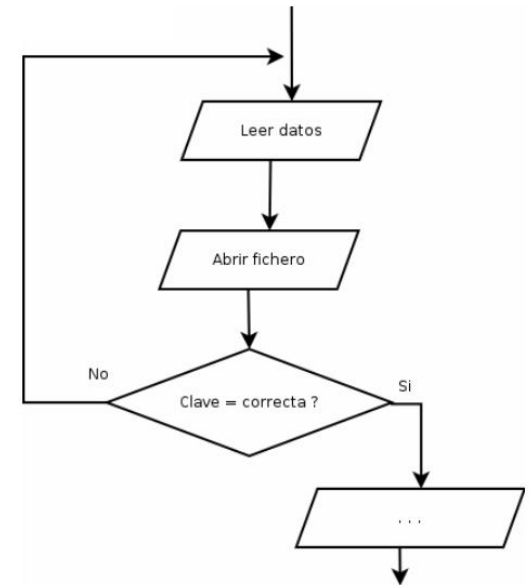 Leer datos
Abrir fichero
No
Clave = correcta ?
Si
. . .